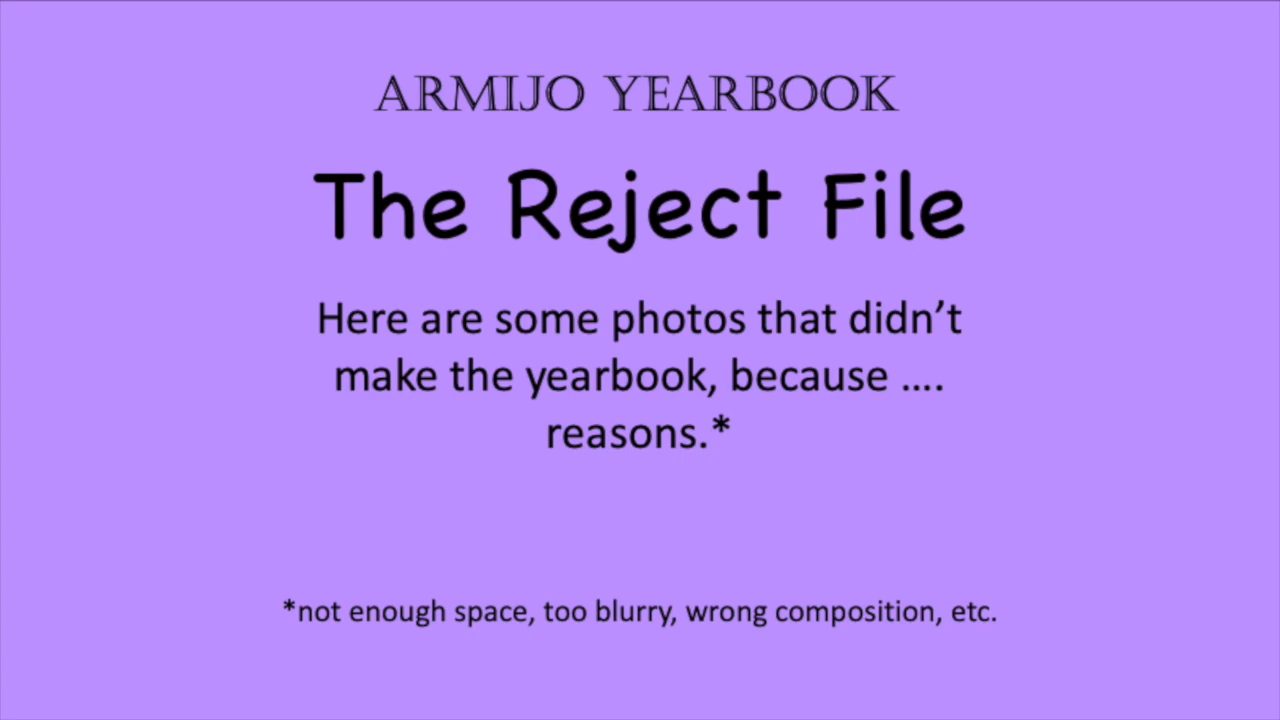 ARMIJO YEARBOOK
The Reject File
Here are some photos that didn’t
make the yearbook, because ....
reasons.*
*not enough space, too blurry, wrong composition, etc.